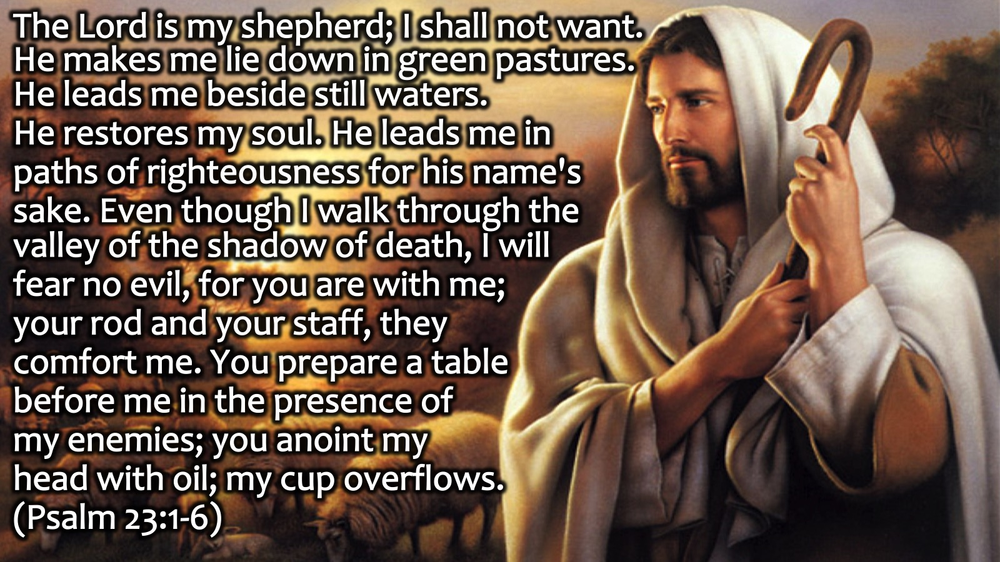 The Lord is my shepherd; I shall not want.
He makes me lie down in green pastures.
He leads me beside still waters.
He restores my soul. He leads me in
paths of righteousness for his name's
sake. Even though I walk through the
valley of the shadow of death, I will
fear no evil, for you are with me;
your rod and your staff, they
comfort me. You prepare a table
before me in the presence of
my enemies; you anoint my
head with oil; my cup overflows.
(Psalm 23:1-6)